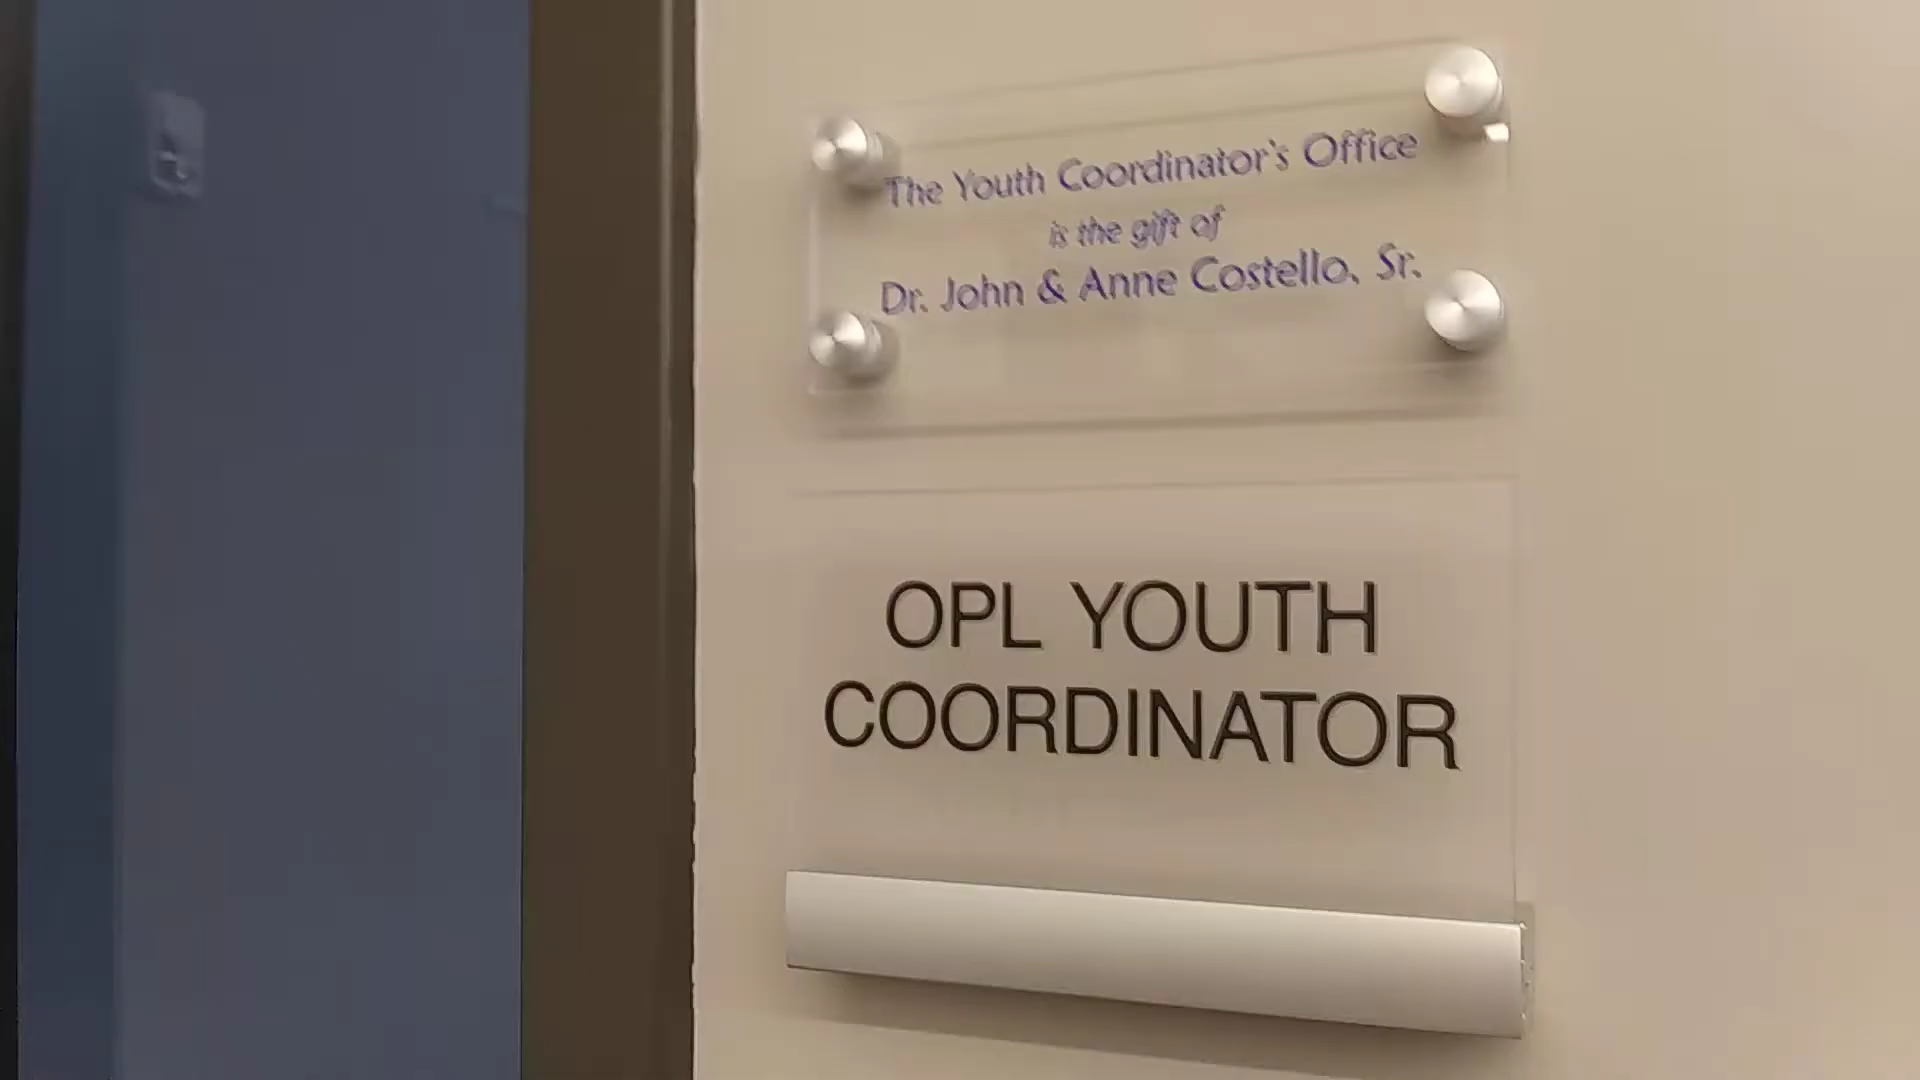 The Youth Coordinator's Office
is the gift of
Dr. John & Anne Costello, Sr.
OPL YOUTH
COORDINATOR